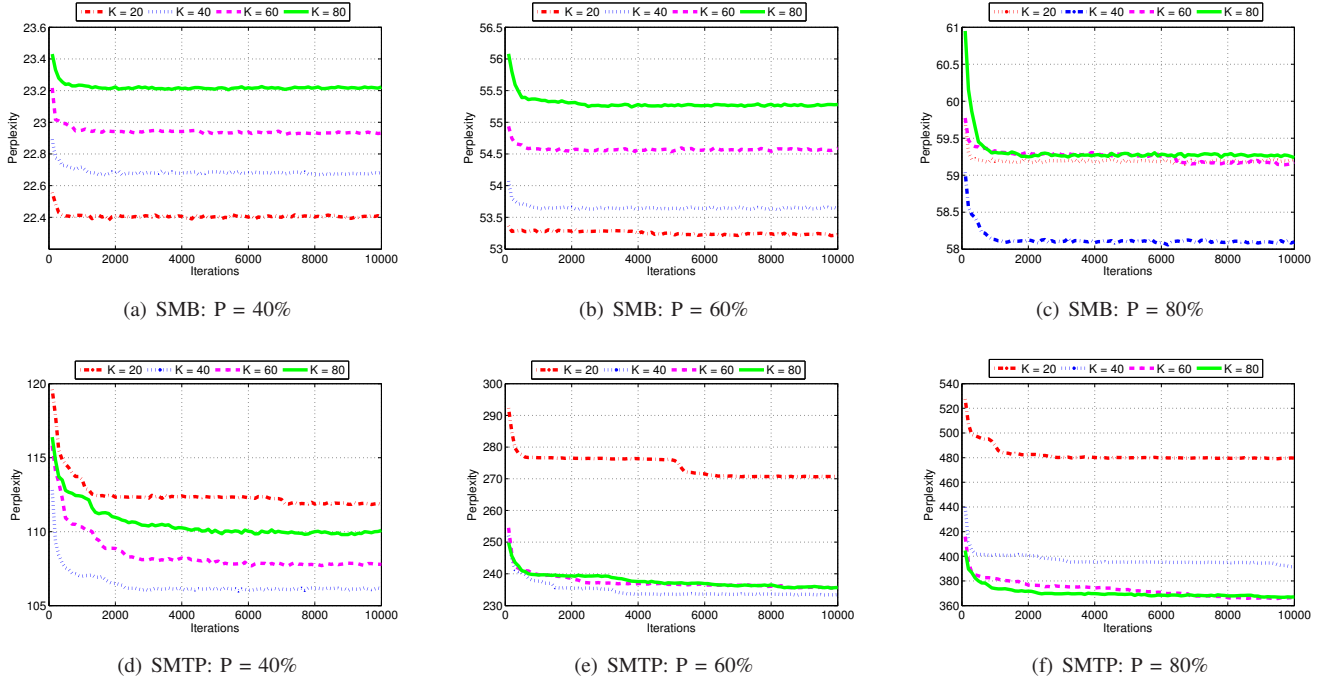 K = 20 K = 40 K = 60 K = 80
23.6
23.4
23.2
23
22.8
22.6
22.4
Perplexity
0 2000 4000 6000 8000 10000
Iterations
(a) SMB: P = 40%
K = 20 K = 40 K = 60 K = 80
56.5
56
55.5
55
54.5
54
53.5
53
Perplexity
0 2000 4000 6000 8000 10000
Iterations
(b) SMB: P = 60%
K = 20 K = 40 K = 60 K = 80
61
60.5
60
59.5
59
58.5
58
Perplexity
0 2000 4000 6000 8000 10000
Iterations
(c) SMB: P = 80%
K = 20 K = 40 K = 60 K = 80
120
115
110
105
Perplexity
0 2000 4000 6000 8000 10000
Iterations
(d) SMTP: P = 40%
K = 20 K = 40 K = 60 K = 80
300
290
280
270
260
250
240
230
Perplexity
0 2000 4000 6000 8000 10000
Iterations
(e) SMTP: P = 60%
K = 20 K = 40 K = 60 K = 80
540
520
500
480
460
440
420
400
380
360
Perplexity
0 2000 4000 6000 8000 10000
Iterations
(f) SMTP: P = 80%